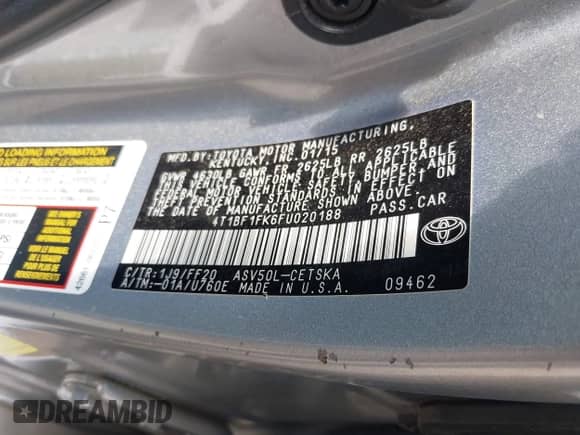 MFD. BY: TOYOTA MOTOR MANUFACTURING,
KENTUCKY, INC. 01/15
GVWR 4630LB GAWR FR 2625LB RR 2625LB
THIS VEHICLE CONFORMS TO ALL APPLICABLE
FEDERAL MOTOR VEHICLE SAFETY BUMPER, AND
THEFT PREVENTION STANDARDS IN EFFECT ON
THE DATE OF MANUFACTURE SHOWN ABOVE.
4T1BF1FK6FU020188 PASS.CAR
C/TR:1J9/FF20 ASV50L-CETSKA
A/TM:-01A/U760E MADE IN U.S.A. 09462
TOYOTA
D LOADING INFORMATION
DREAMBID